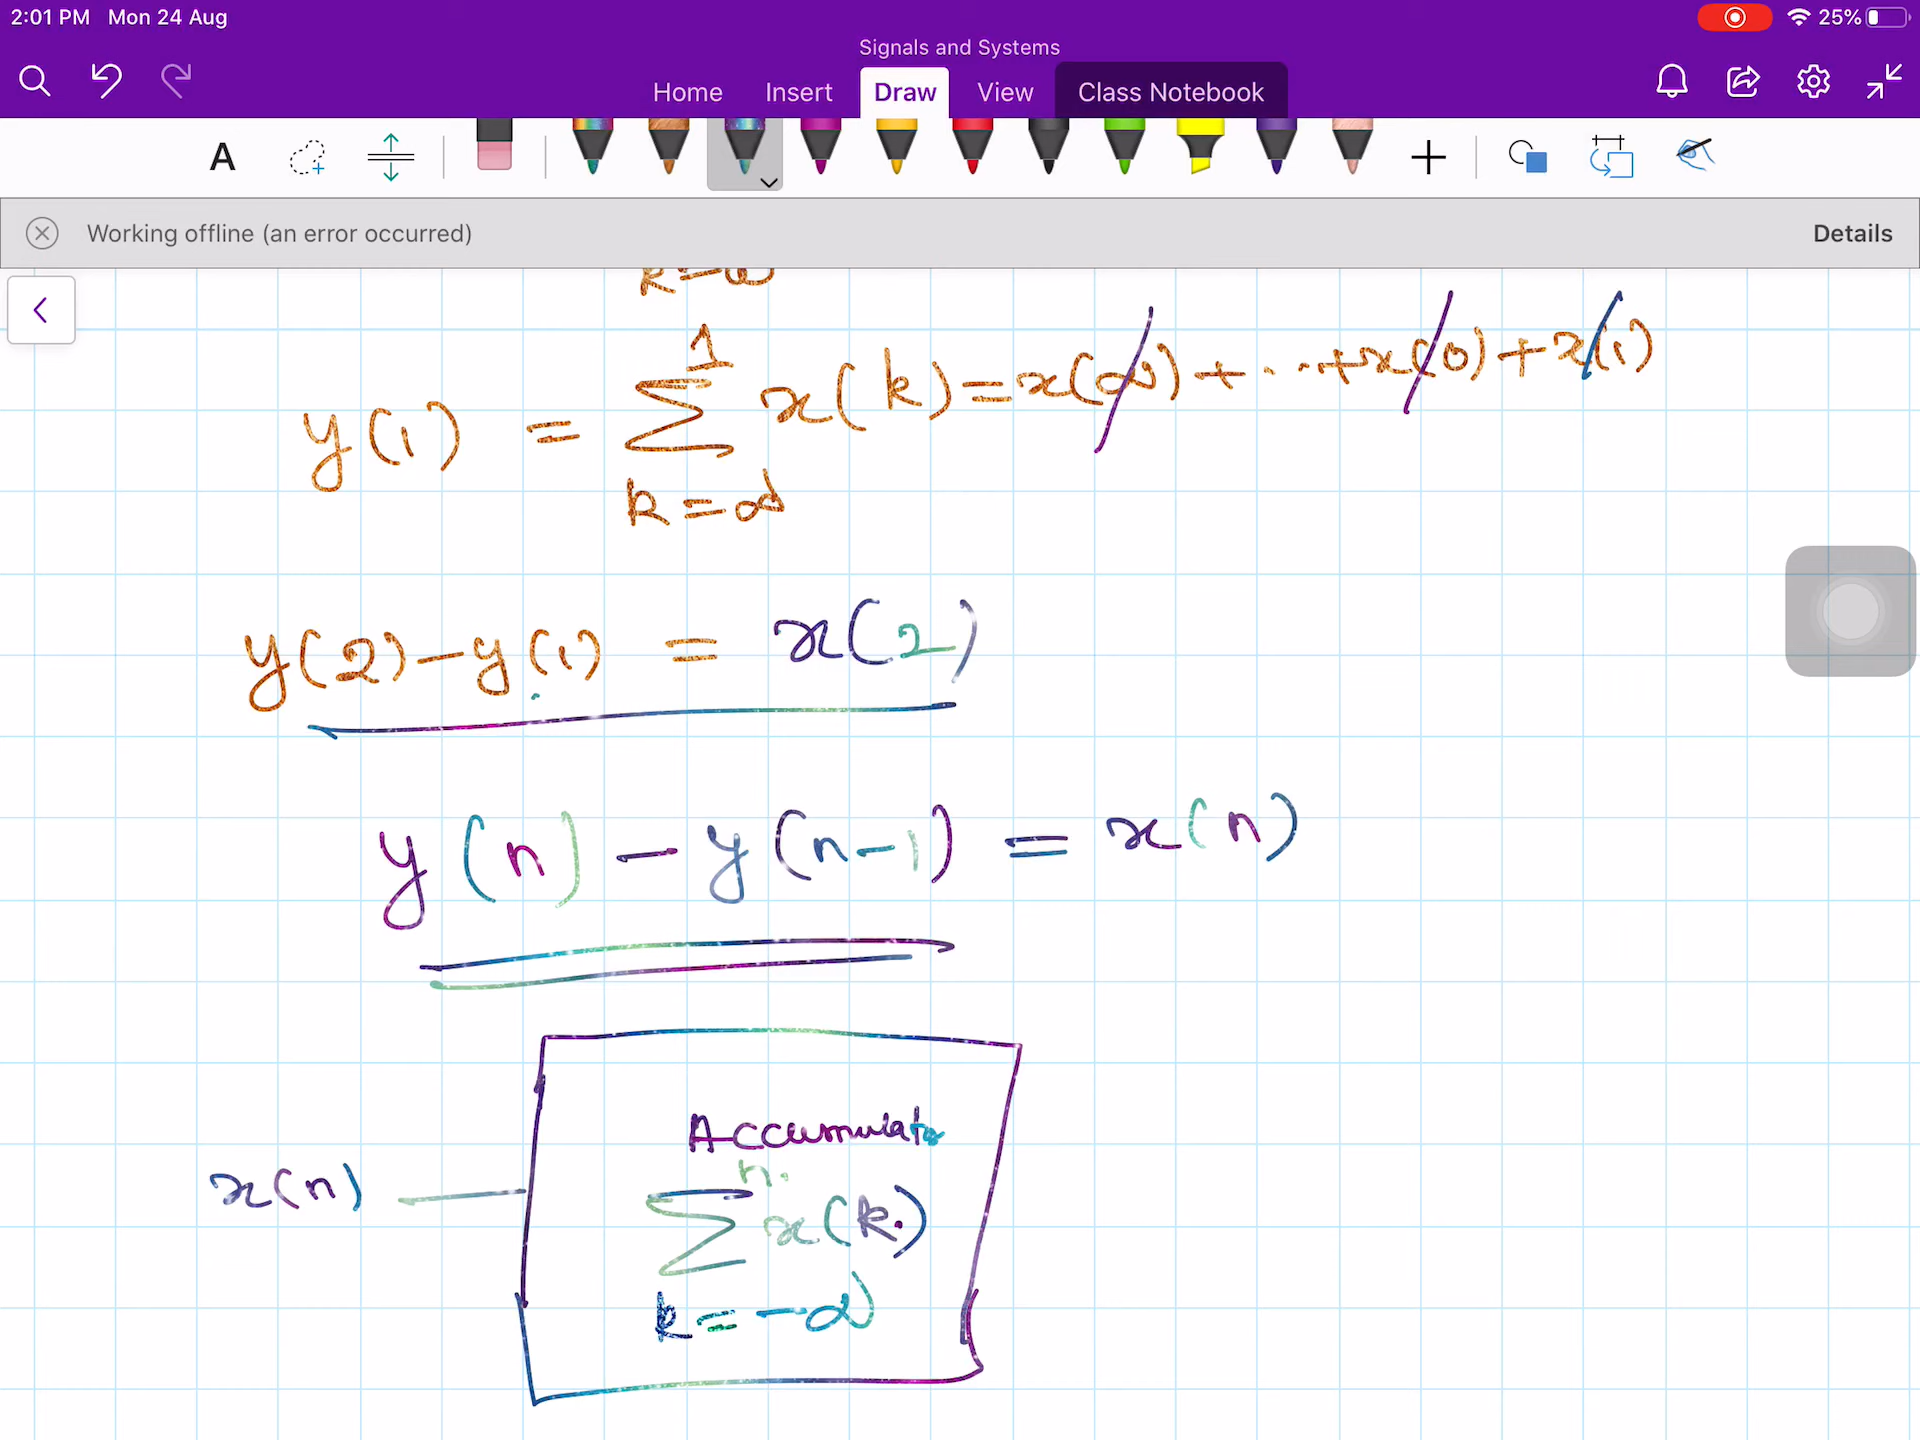 2:01 PM Mon 24 Aug 25%
Signals and Systems
Home Insert Draw View Class Notebook
A
Working offline (an error occurred) Details
k=∞
y(1) = 1∑k=∞ x(k)=x(∞)+..+x(0)+x(1)
y(2)-y(1) = x(2)
y(n) - y(n-1) = x(n)
Accumulator
x(n)
n∑k=-∞ x(k)